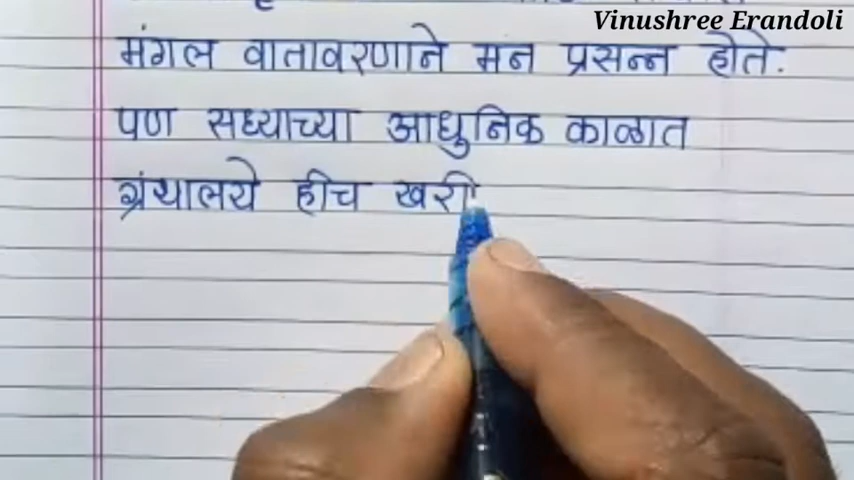 Vinushree Erandoli
मंगल वातावरणाने मन प्रसन्न होते.
पण सध्याच्या आधुनिक काळात
ग्रंथालये हीच खरी